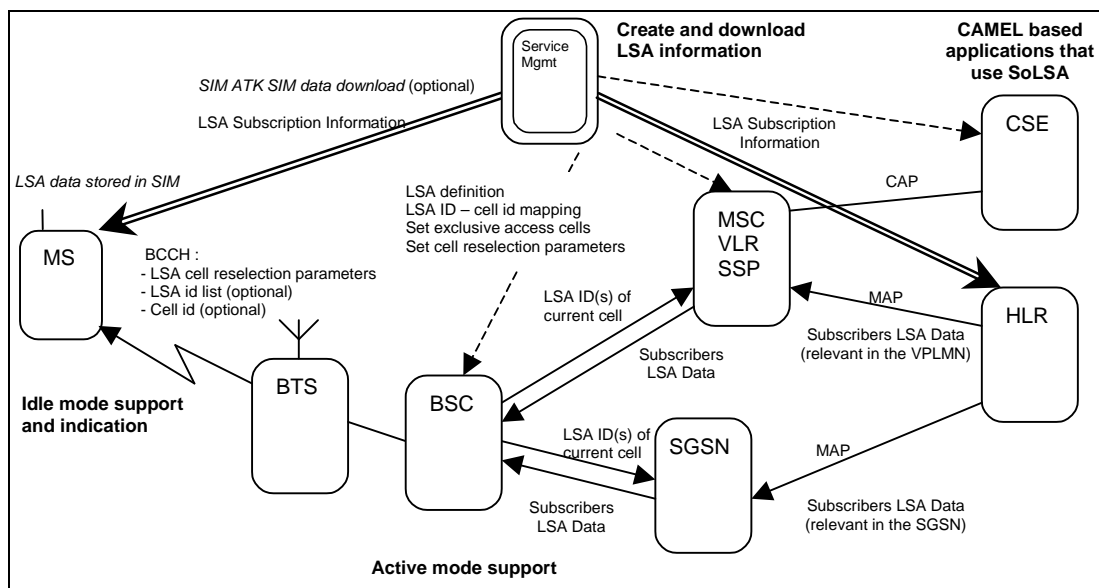 Create and download
LSA information
CAMEL based
applications that
use SoLSA
Service
Mgmt
SIM ATK SIM data download (optional)
LSA Subscription Information
LSA Subscription
Information
CSE
LSA data stored in SIM
CAP
LSA definition
LSA ID – cell id mapping
Set exclusive access cells
Set cell reselection parameters
MSC
VLR
SSP
MS
BCCH :
- LSA cell reselection parameters
- LSA id list (optional)
- Cell id (optional)
LSA ID(s) of
current cell
MAP
HLR
Subscribers LSA Data
(relevant in the VPLMN)
Subscribers
LSA Data
BTS
BSC
Idle mode support
and indication
LSA ID(s) of
current cell
SGSN
MAP
Subscribers
LSA Data
Subscribers LSA Data
(relevant in the SGSN)
Active mode support